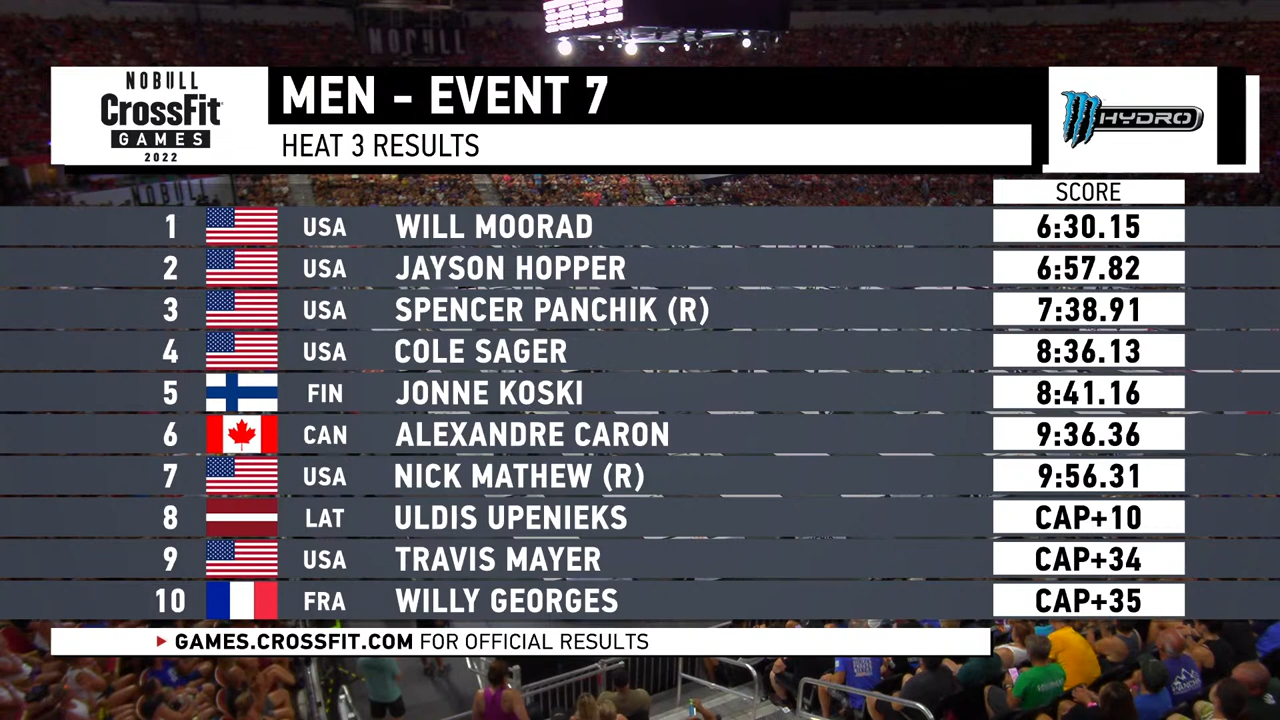 NOBULL
NOBULL
CrossFit
GAMES
2022
MEN - EVENT 7
HEAT 3 RESULTS
HYDRO
NOBULL
SCORE
1 USA WILL MOORAD 6:30.15
2 USA JAYSON HOPPER 6:57.82
3 USA SPENCER PANCHIK (R) 7:38.91
4 USA COLE SAGER 8:36.13
5 FIN JONNE KOSKI 8:41.16
6 CAN ALEXANDRE CARON 9:36.36
7 USA NICK MATHEW (R) 9:56.31
8 LAT ULDIS UPENIEKS CAP+10
9 USA TRAVIS MAYER CAP+34
10 FRA WILLY GEORGES CAP+35
GAMES.CROSSFIT.COM FOR OFFICIAL RESULTS